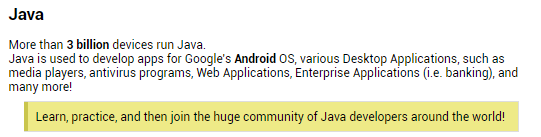 Java
More than 3 billion devices run Java.
Java is used to develop apps for Google's Android OS, various Desktop Applications, such as
media players, antivirus programs, Web Applications, Enterprise Applications (i.e. banking), and
many more!
Learn, practice, and then join the huge community of Java developers around the world!